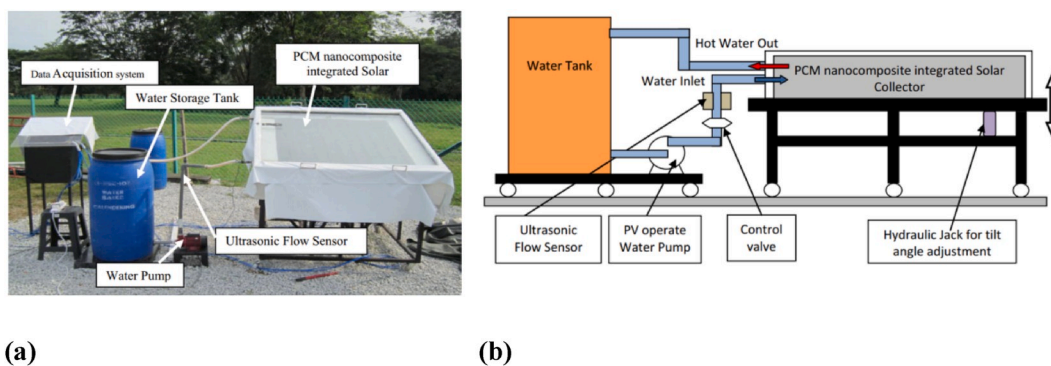 PCM nanocomposite
integrated Solar
Data Acquisition system
Water Storage Tank
Ultrasonic Flow Sensor
Water Pump
(a)
Water Tank
Hot Water Out
Water Inlet
PCM nanocomposite integrated Solar
Collector
Ultrasonic
Flow Sensor
PV operate
Water Pump
Control
valve
Hydraulic Jack for tilt
angle adjustment
(b)